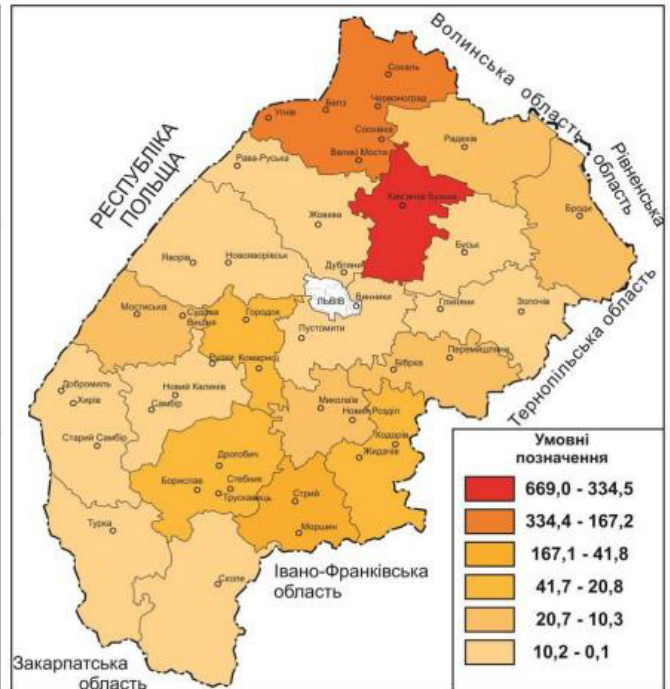 Волинська область
Рівненська
область
РЕСПУБЛІКА
ПОЛЬЩА
Сокаль
Червоноград
Белз
Угнів
Соснівка
Великі Мости
Радехів
Рава-Руська
Кам'янка Бузька
Броди
Жовква
Буськ
Яворів
Новояворівськ
Дубляни
ЛЬВІВ
Винники
Глиняни
Золочів
Мостиська
Судова
Вишня
Городок
Пустомити
Тернопільська область
Рудки
Комарно
Бібрка
Перемишляни
Добромиль
Хирів
Новий Калинів
Самбір
Миколаїв
Новий Розділ
Старий Самбір
Ходорів
Жидачів
Дрогобич
Борислав
Стебник
Трускавець
Стрий
Моршин
Турка
Сколе
Івано-Франківська
область
Закарпатська
область
Умовні
позначення
669,0 - 334,5
334,4 - 167,2
167,1 - 41,8
41,7 - 20,8
20,7 - 10,3
10,2 - 0,1